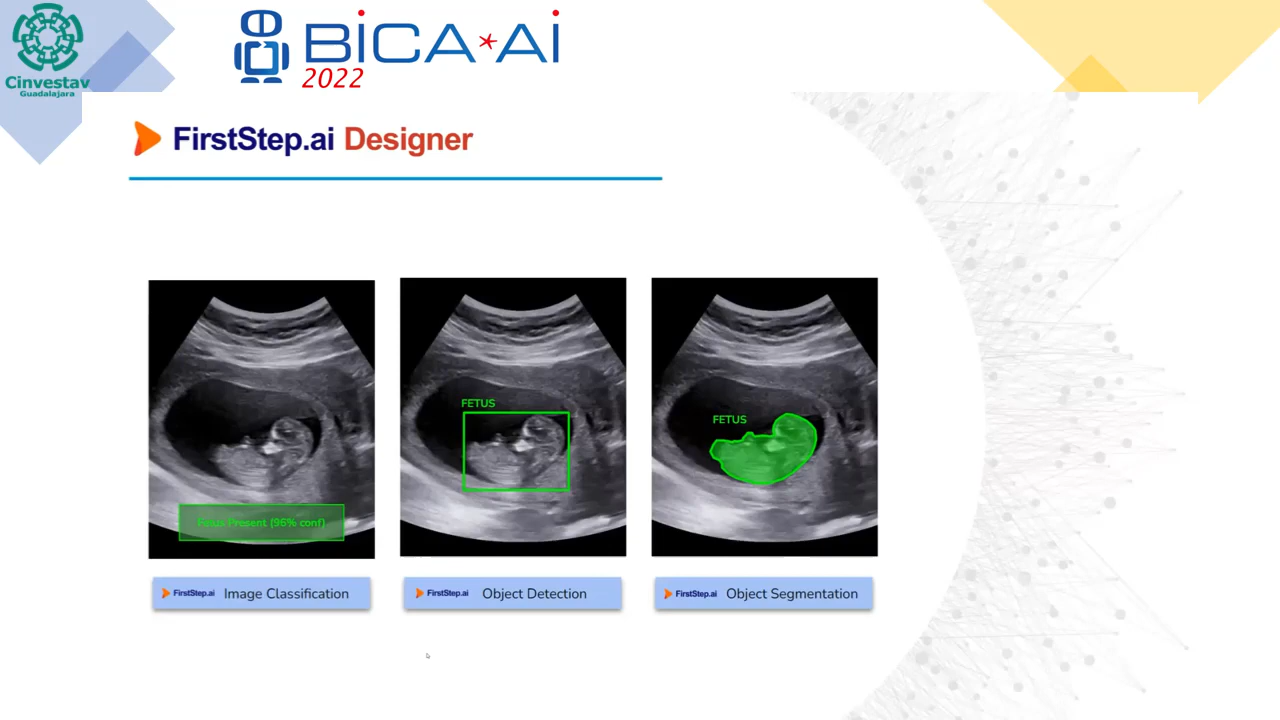 Cinvestav
Guadalajara
BiCA*Ai
2022
FirstStep.ai Designer
FETUS
FETUS
Fetus Present (96% conf)
FirstStep.ai Image Classification
FirstStep.ai Object Detection
FirstStep.ai Object Segmentation